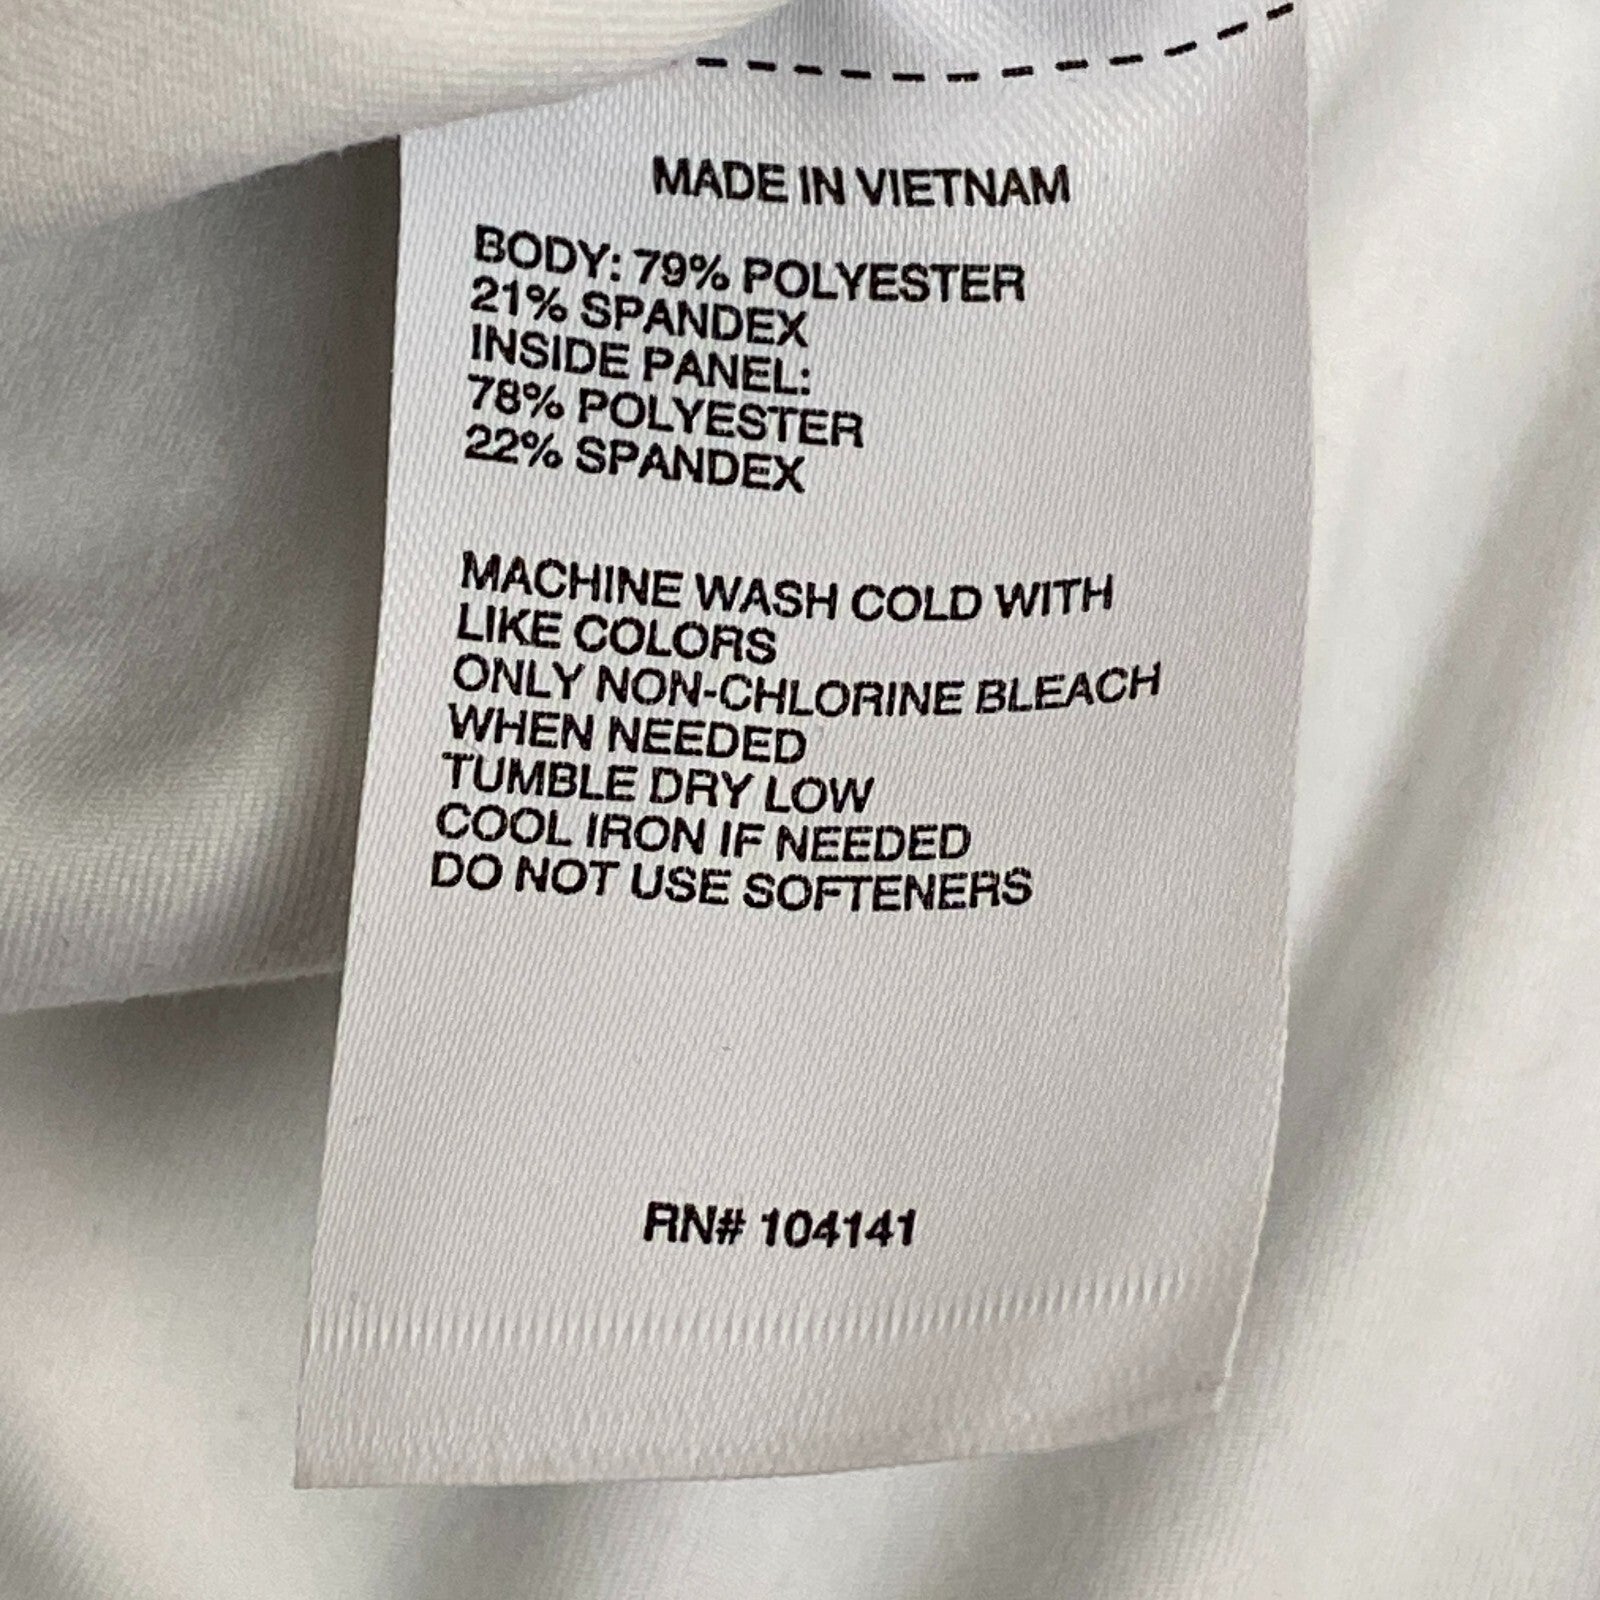 MADE IN VIETNAM
BODY: 79% POLYESTER
21% SPANDEX
INSIDE PANEL:
78% POLYESTER
22% SPANDEX
MACHINE WASH COLD WITH
LIKE COLORS
ONLY NON-CHLORINE BLEACH
WHEN NEEDED
TUMBLE DRY LOW
COOL IRON IF NEEDED
DO NOT USE SOFTENERS
RN# 104141